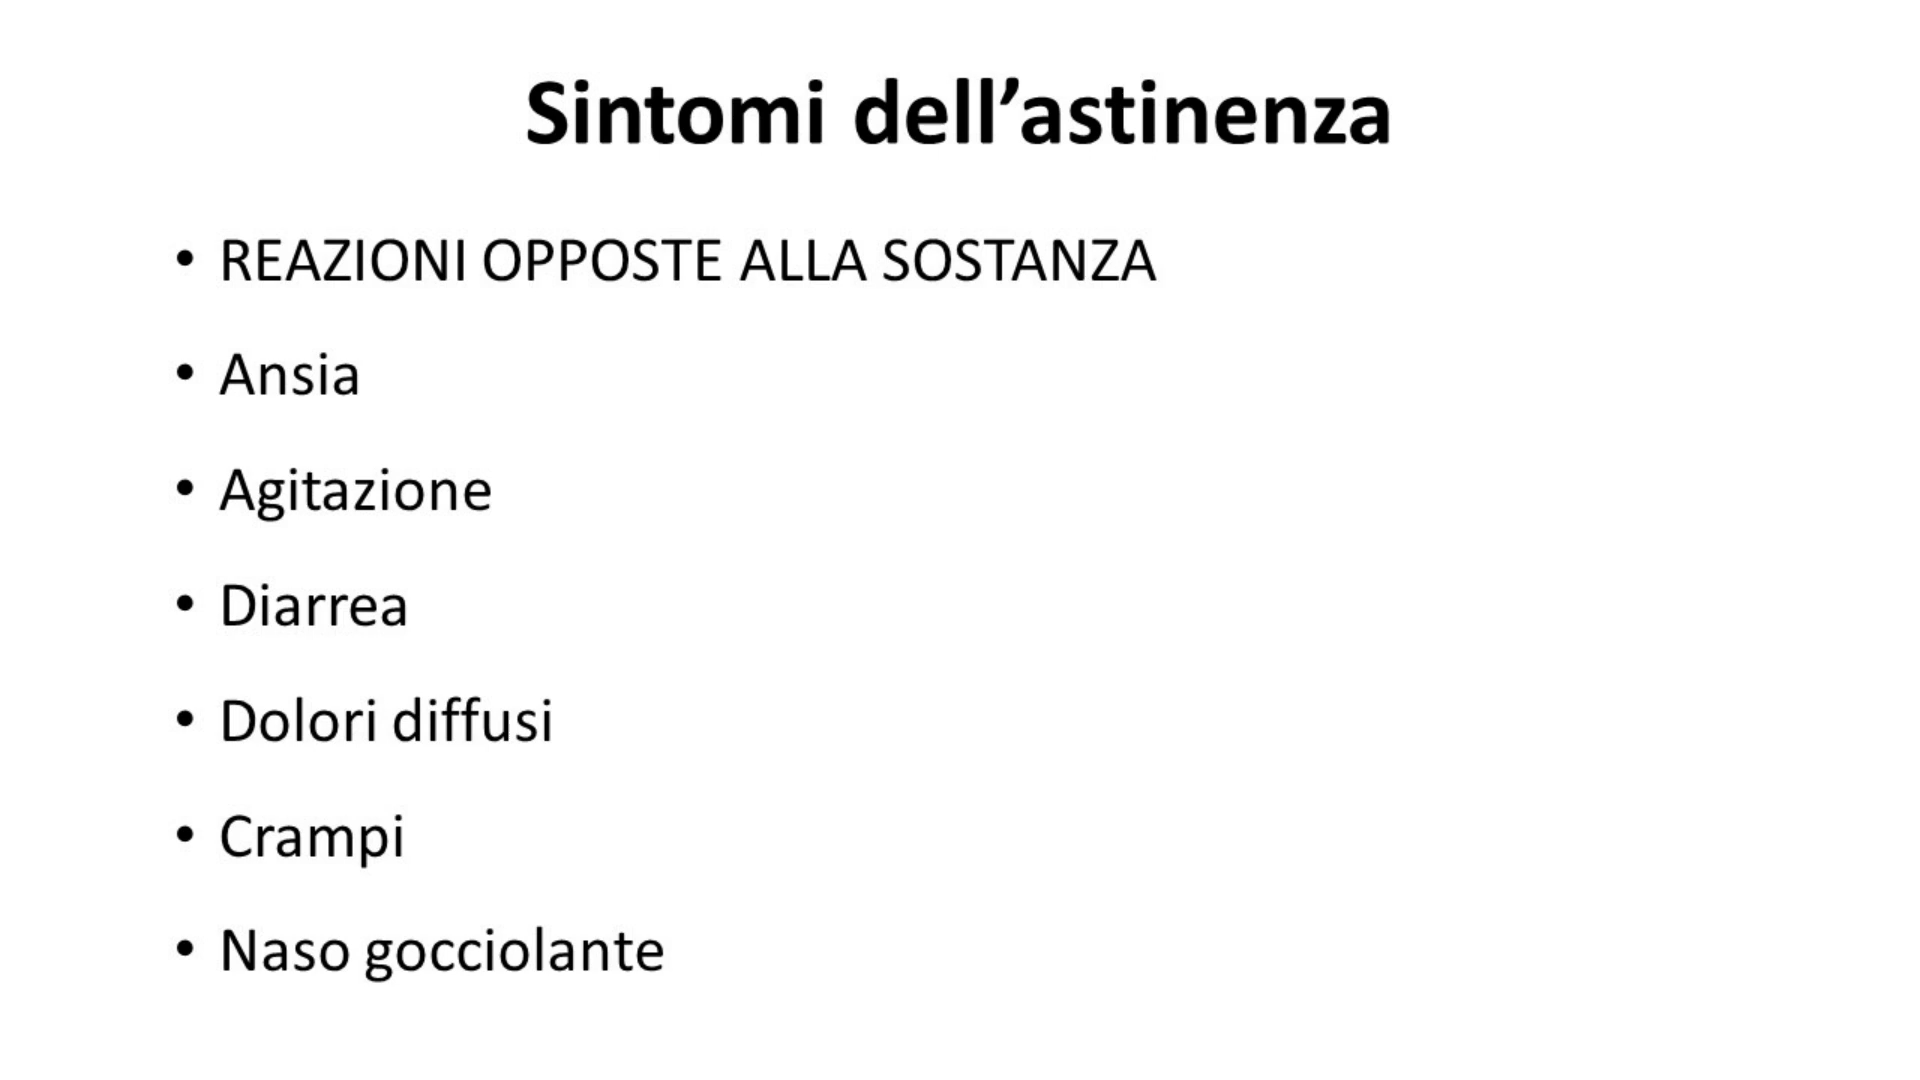 Sintomi dell’astinenza
• REAZIONI OPPOSTE ALLA SOSTANZA
• Ansia
• Agitazione
• Diarrea
• Dolori diffusi
• Crampi
• Naso gocciolante